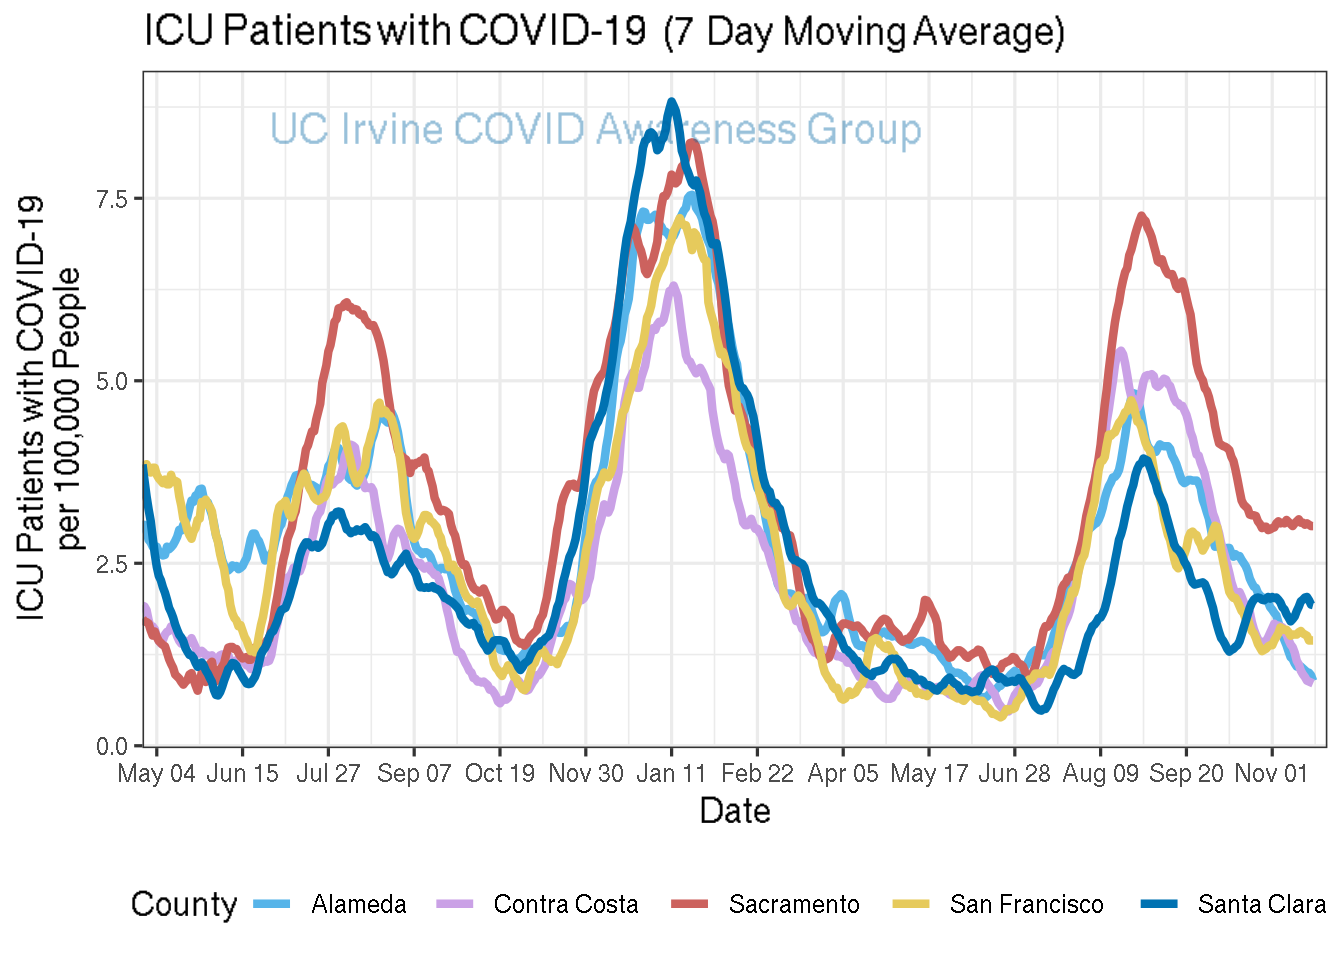 ICU Patients with COVID-19 (7 Day Moving Average)
UC Irvine COVID Awareness Group
ICU Patients with COVID-19
per 100,000 People
7.5
5.0
2.5
0.0
May 04 Jun 15 Jul 27 Sep 07 Oct 19 Nov 30 Jan 11 Feb 22 Apr 05 May 17 Jun 28 Aug 09 Sep 20 Nov 01
Date
County Alameda Contra Costa Sacramento San Francisco Santa Clara